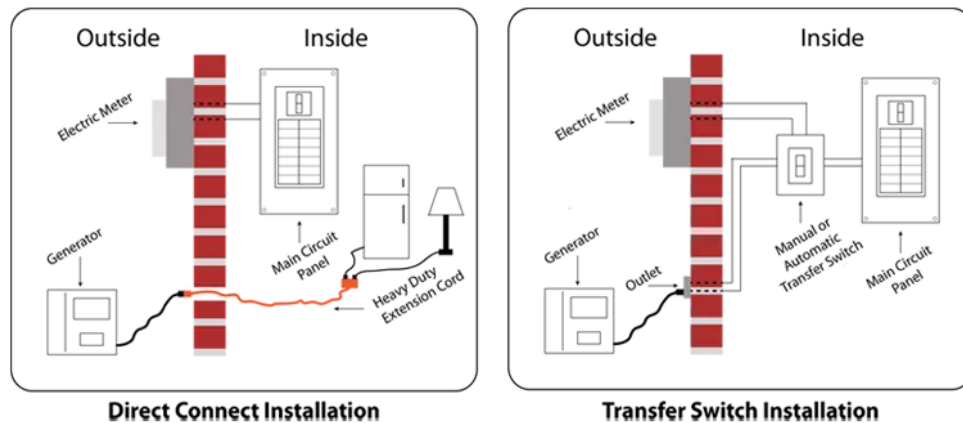 Outside
Inside
Electric Meter
Main Circuit
Panel
Generator
Heavy Duty
Extension Cord
Direct Connect Installation
Outside
Inside
Electric Meter
Generator
Outlet
Manual or
Automatic
Transfer Switch
Main Circuit
Panel
Transfer Switch Installation